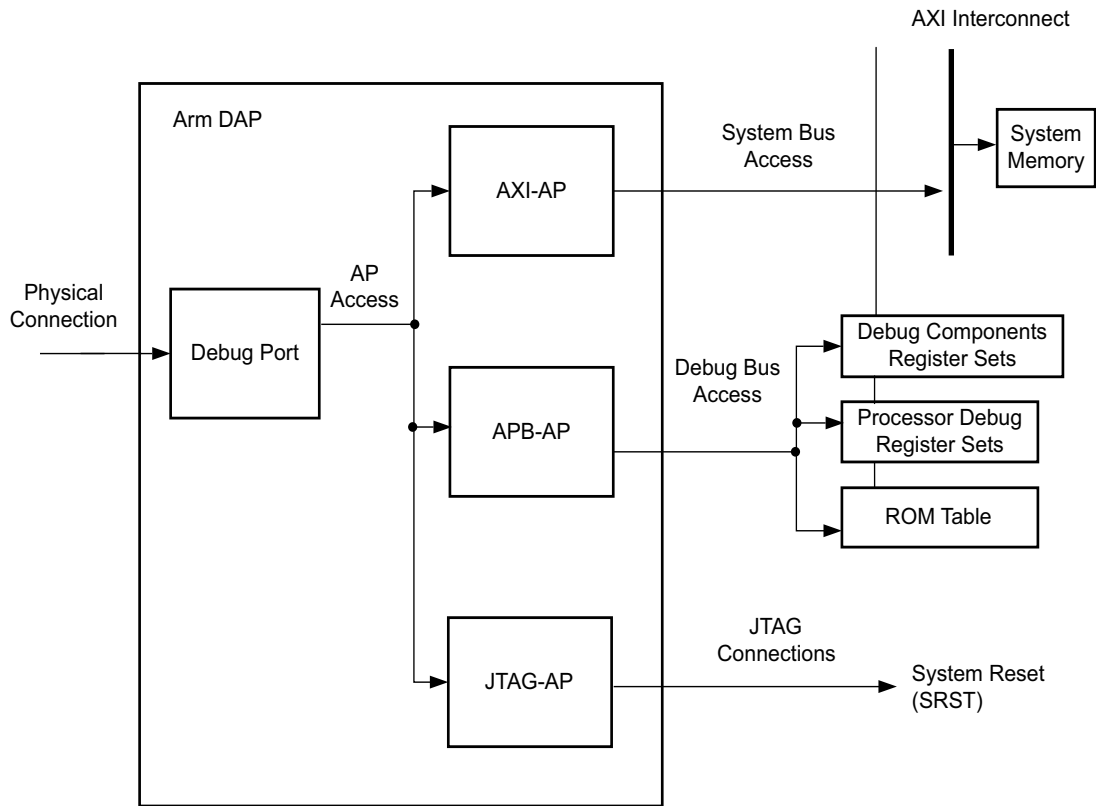 AXI Interconnect
Arm DAP
System Bus
Access
System
Memory
AXI-AP
AP
Access
Physical
Connection
Debug Port
Debug Components
Register Sets
Debug Bus
Access
Processor Debug
Register Sets
APB-AP
ROM Table
JTAG
Connections
JTAG-AP
System Reset
(SRST)